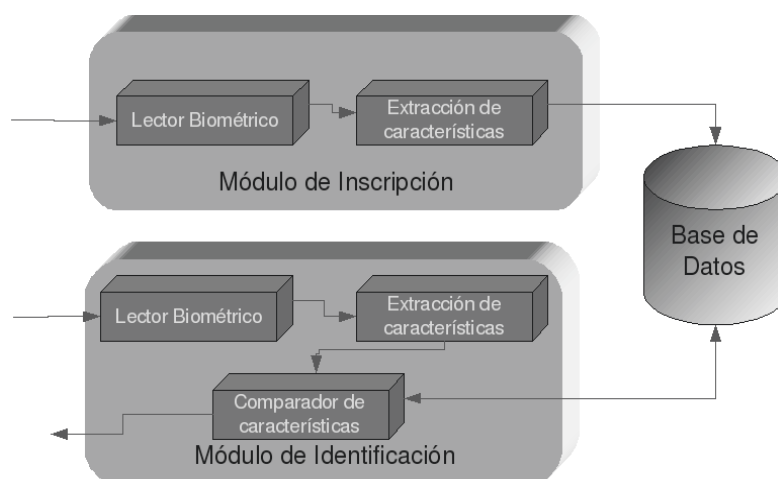 Lector Biométrico
Extracción de
características
Módulo de Inscripción
Base de
Datos
Lector Biométrico
Extracción de
características
Comparador de
características
Módulo de Identificación